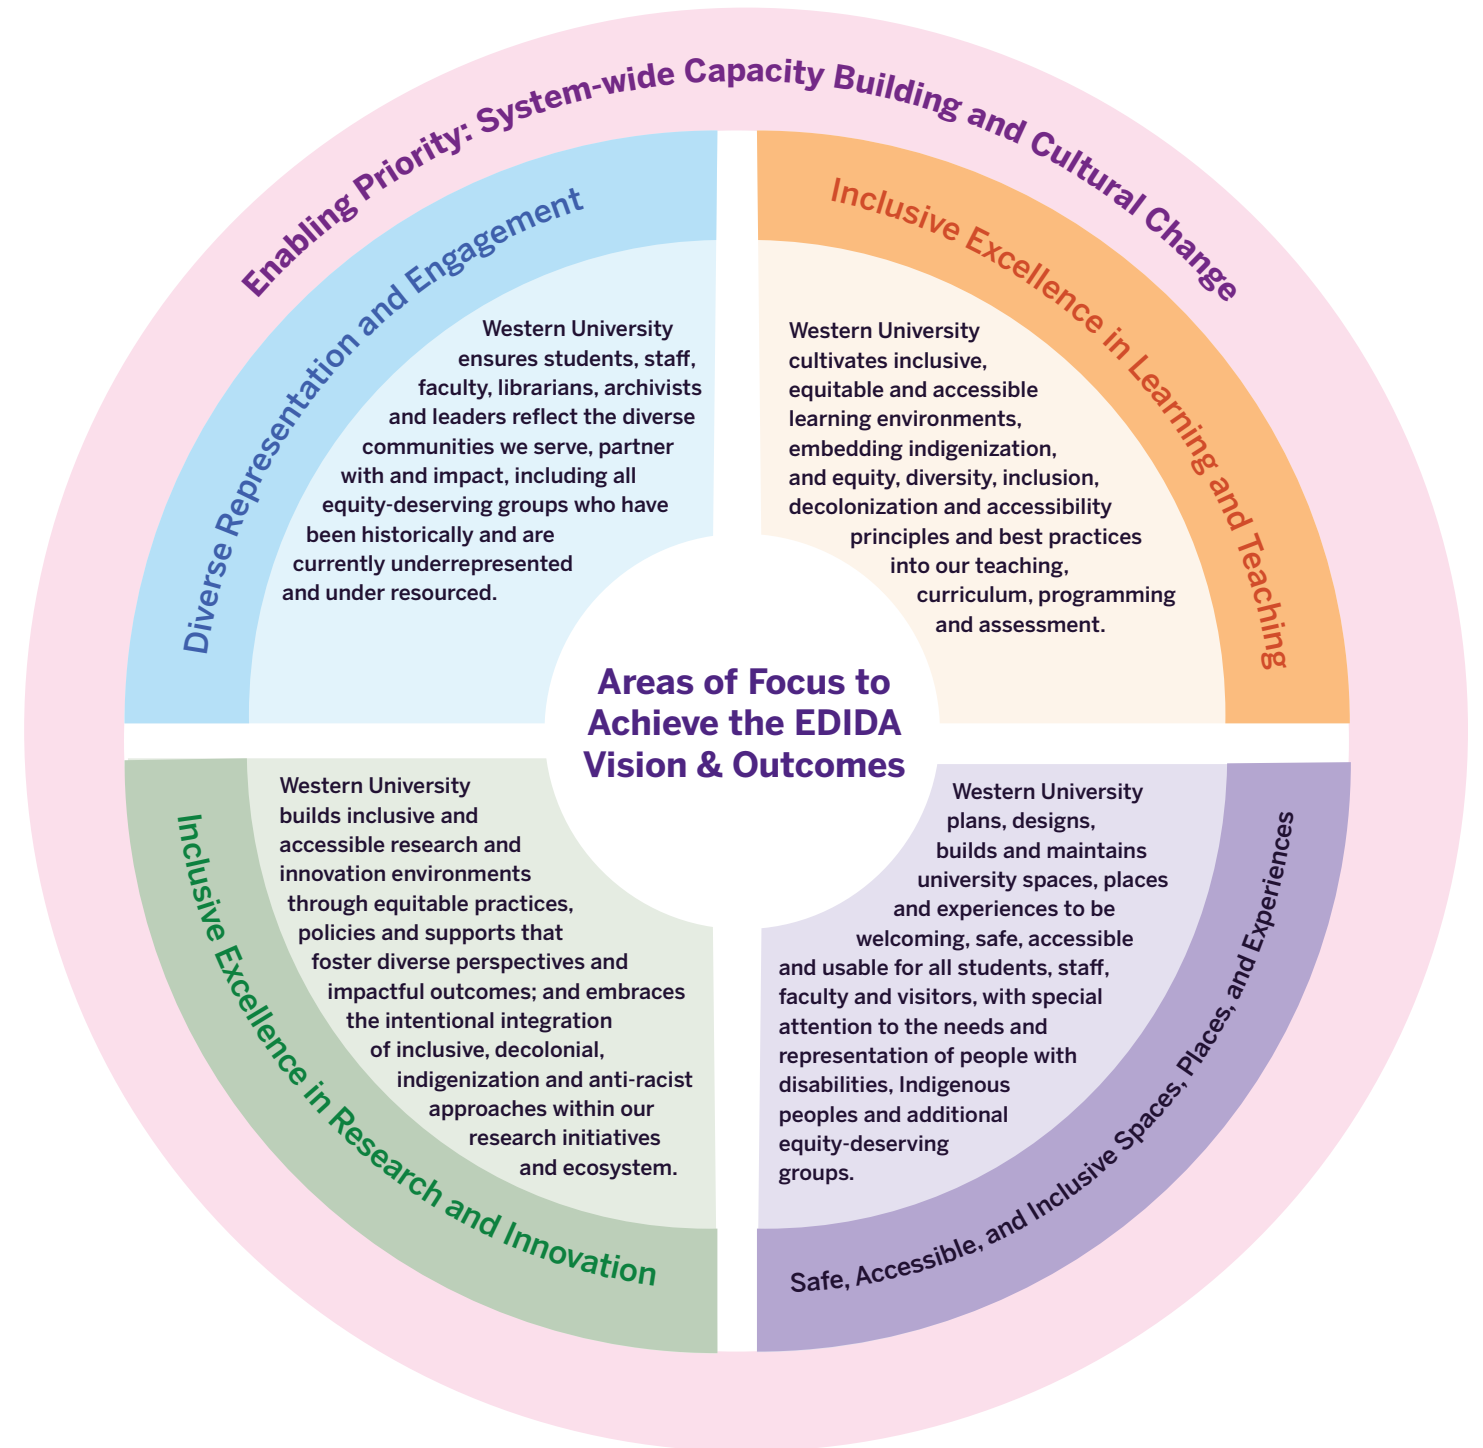 Enabling Priority: System-wide Capacity Building and Cultural Change
Diverse Representation and Engagement
Western University
ensures students, staff,
faculty, librarians, archivists
and leaders reflect the diverse
communities we serve, partner
with and impact, including all
equity-deserving groups who have
been historically and are
currently underrepresented
and under resourced.
Inclusive Excellence in Learning and Teaching
Western University
cultivates inclusive,
equitable and accessible
learning environments,
embedding indigenization,
and equity, diversity, inclusion,
decolonization and accessibility
principles and best practices
into our teaching,
curriculum, programming
and assessment.
Areas of Focus to
Achieve the EDIDA
Vision & Outcomes
Inclusive Excellence in Research and Innovation
Western University
builds inclusive and
accessible research and
innovation environments
through equitable practices,
policies and supports that
foster diverse perspectives and
impactful outcomes; and embraces
the intentional integration
of inclusive, decolonial,
indigenization and anti-racist
approaches within our
research initiatives
and ecosystem.
Safe, Accessible, and Inclusive Spaces, Places, and Experiences
Western University
plans, designs,
builds and maintains
university spaces, places
and experiences to be
welcoming, safe, accessible
and usable for all students, staff,
faculty and visitors, with special
attention to the needs and
representation of people with
disabilities, Indigenous
peoples and additional
equity-deserving
groups.